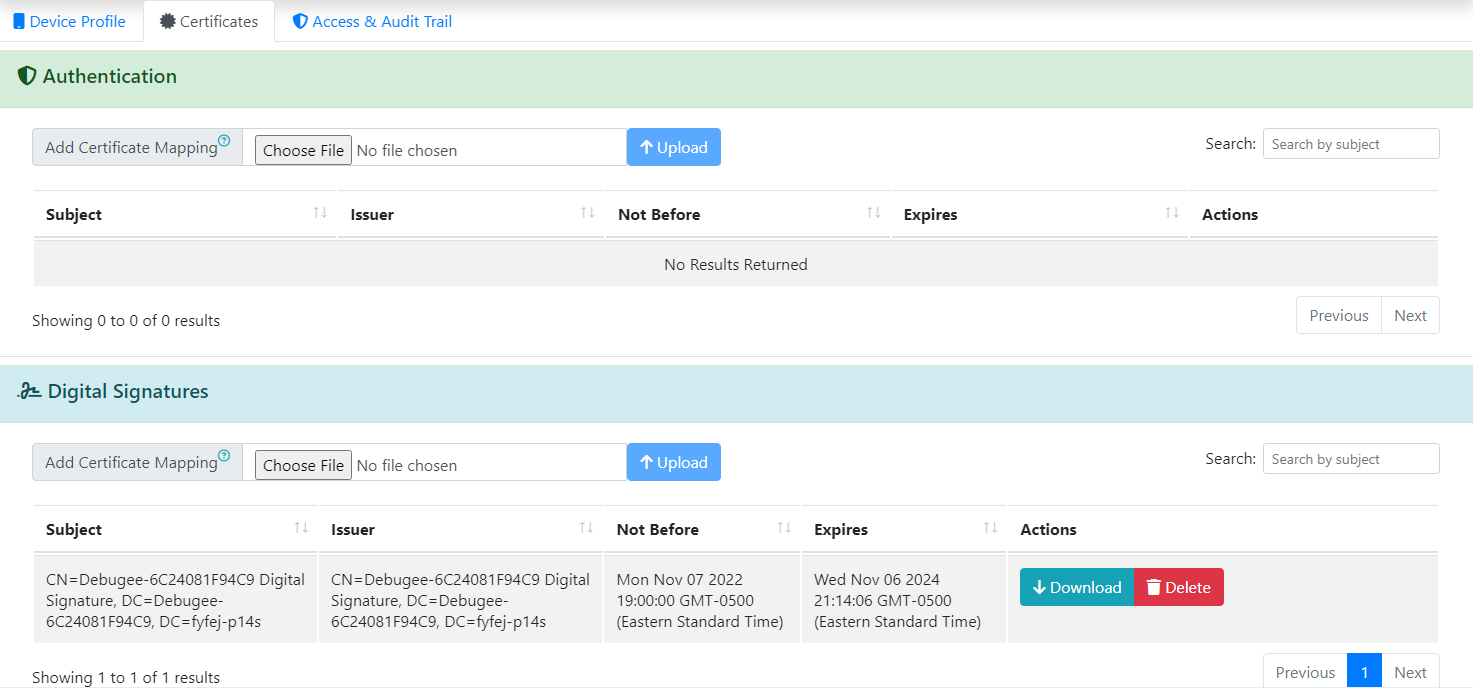 Device Profile Certificates Access & Audit Trail
Authentication
Add Certificate Mapping? Choose File No file chosen Upload Search: Search by subject
Subject Issuer Not Before Expires Actions
No Results Returned
Showing 0 to 0 of 0 results Previous Next
Digital Signatures
Add Certificate Mapping? Choose File No file chosen Upload Search: Search by subject
Subject Issuer Not Before Expires Actions
CN=Debugee-6C24081F94C9 Digital
Signature, DC=Debugee-
6C24081F94C9, DC=fyfej-p14s
CN=Debugee-6C24081F94C9 Digital
Signature, DC=Debugee-
6C24081F94C9, DC=fyfej-p14s
Mon Nov 07 2022
19:00:00 GMT-0500
(Eastern Standard Time)
Wed Nov 06 2024
21:14:06 GMT-0500
(Eastern Standard Time)
Download Delete
Showing 1 to 1 of 1 results Previous 1 Next